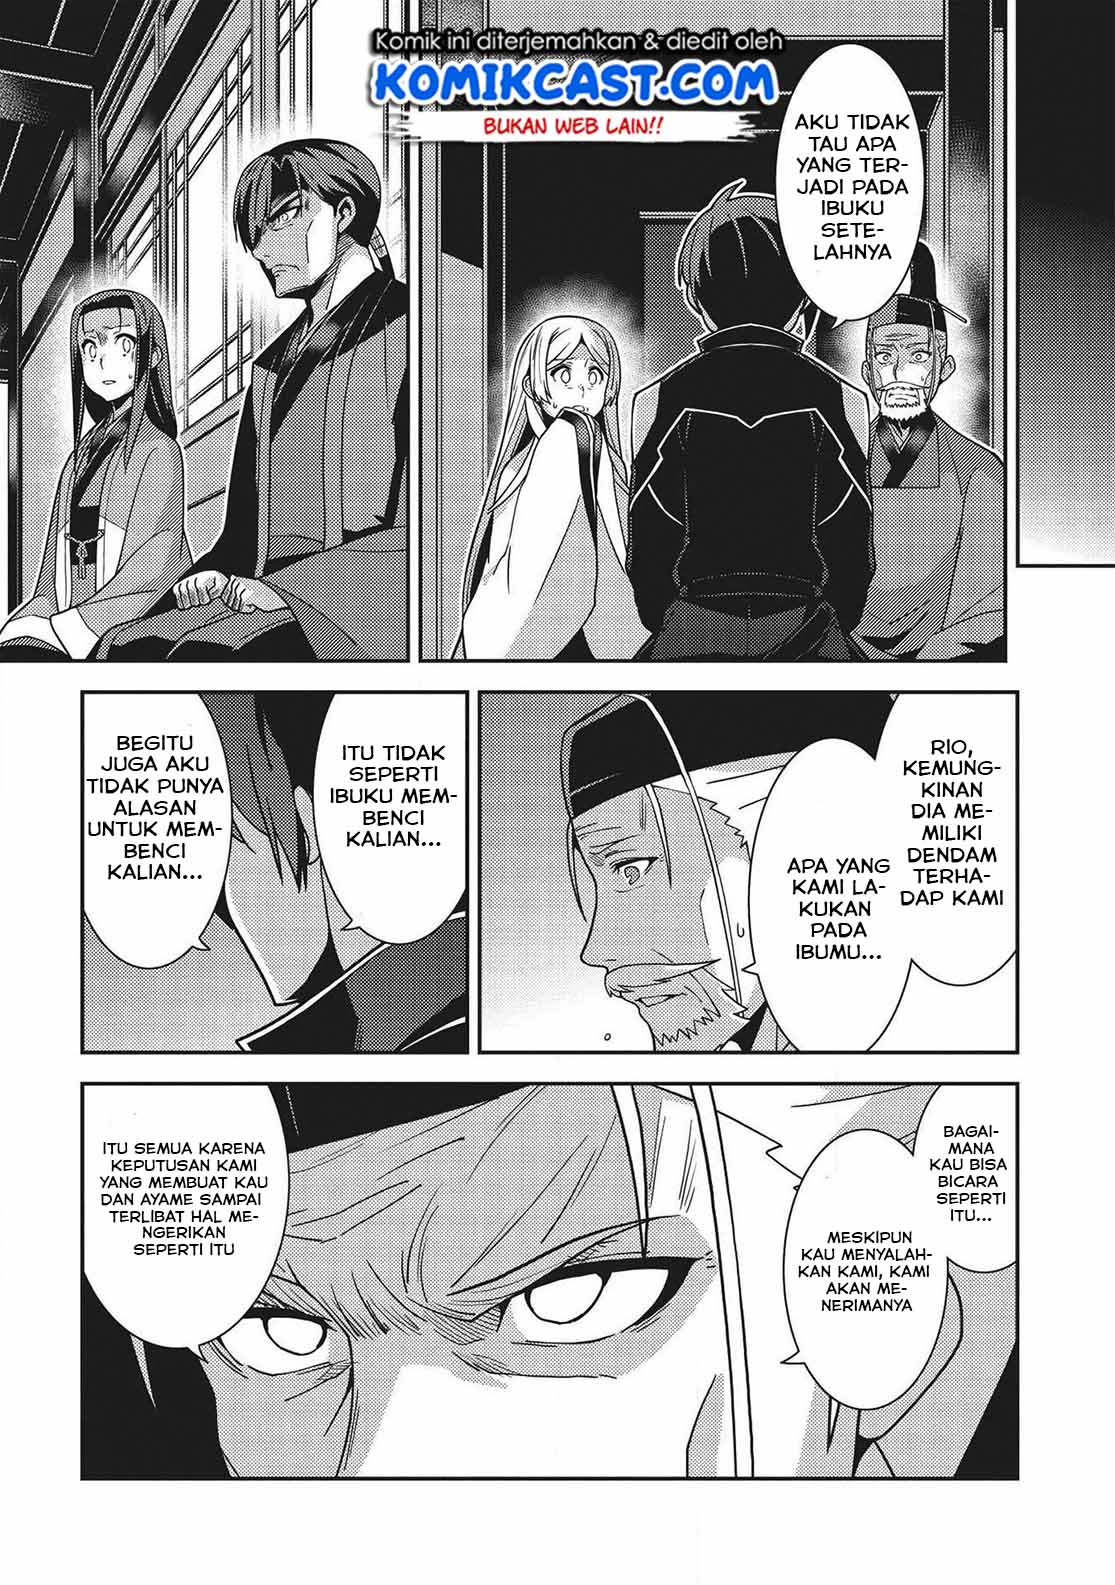 Komik ini diterjemahkan & diedit oleh
KOMIKCAST.COM
BUKAN WEB LAIN!!
AKU TIDAK
TAU APA
YANG TER-
JADI PADA
IBUKU
SETE-
LAHNYA
RIO,
KEMUNG-
KINAN
DIA ME-
MILIKI
DENDAM
TERHA-
DAP KAMI
APA YANG
KAMI LA-
KUKAN PADA
IBUMU...
ITU TIDAK
SEPERTI
IBUKU MEM-
BENCI
KALIAN...
BEGITU
JUGA AKU
TIDAK PUNYA
ALASAN
UNTUK MEM-
BENCI
KALIAN...
BAGAI-
MANA
KAU BISA
BICARA
SEPERTI
ITU...
MESKIPUN
KAU MENYALAH-
KAN KAMI, KAMI
AKAN ME-
NERIMANYA
ITU SEMUA KARENA
KEPUTUSAN KAMI
YANG MEMBUAT KAU
DAN AYAME SAMPAI
TERLIBAT HAL ME-
NGERIKAN
SEPERTI ITU